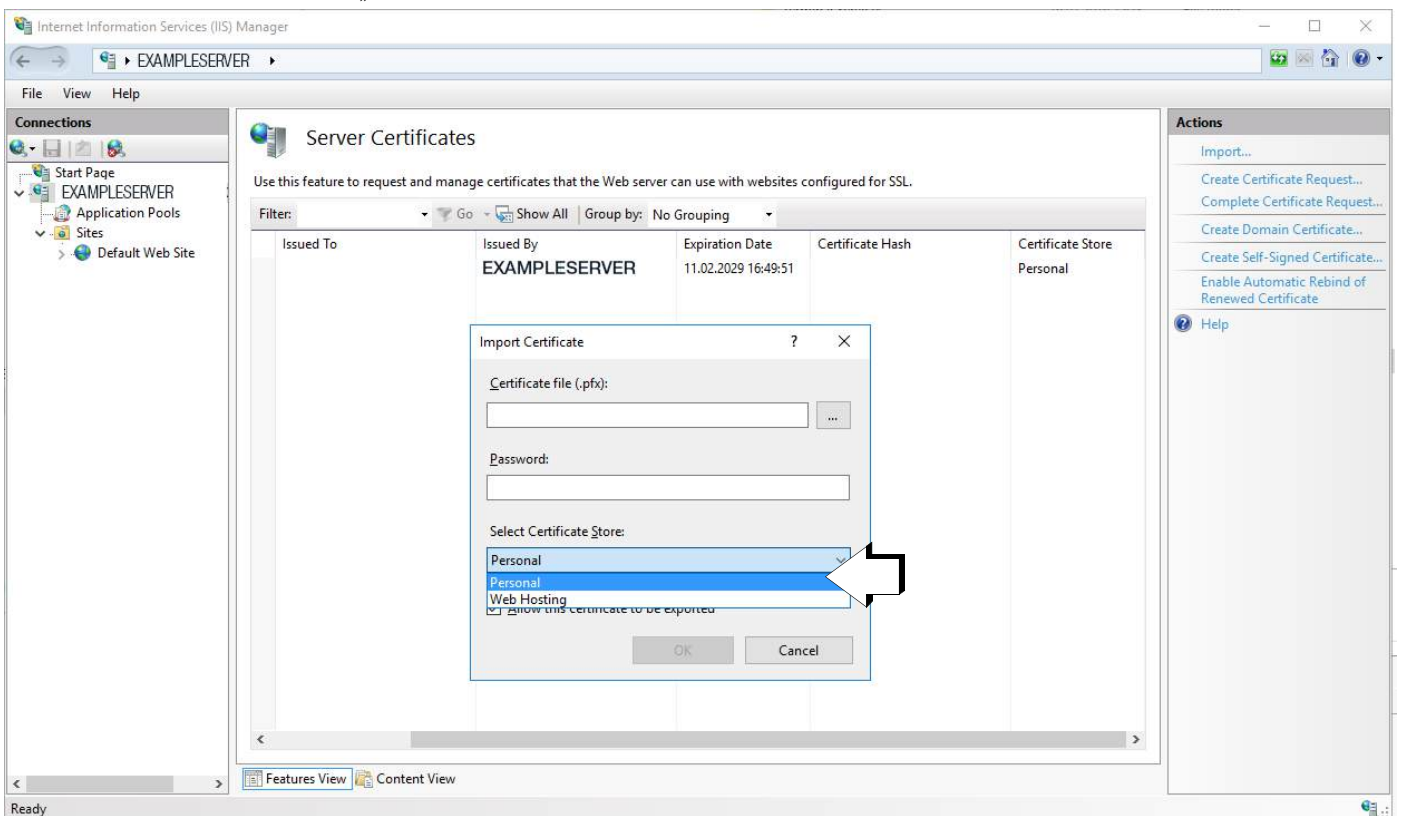 Internet Information Services (IIS) Manager
EXAMPLESERVER
File View Help
Connections
Start Page
EXAMPLESERVER
Application Pools
Sites
Default Web Site
Server Certificates
Use this feature to request and manage certificates that the Web server can use with websites configured for SSL.
Filter: Go Show All Group by: No Grouping
Issued To Issued By Expiration Date Certificate Hash Certificate Store
EXAMPLESERVER 11.02.2029 16:49:51 Personal
Import Certificate ?
Certificate file (.pfx):
...
Password:
Select Certificate Store:
Personal
Personal
Web Hosting
Allow this certificate to be exported
OK Cancel
Features View Content View
Actions
Import...
Create Certificate Request...
Complete Certificate Request...
Create Domain Certificate...
Create Self-Signed Certificate...
Enable Automatic Rebind of
Renewed Certificate
Help
Ready